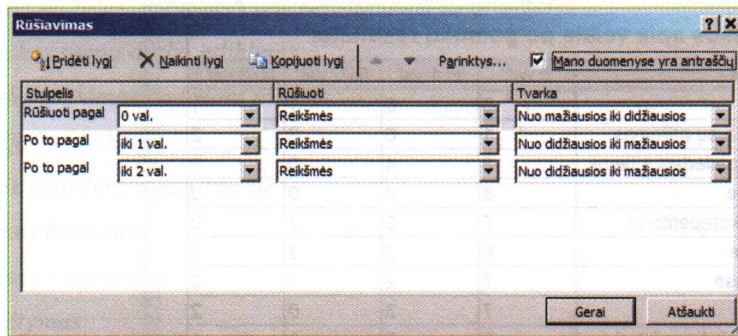 Rūšiavimas
Pridėti lygį Naikinti lygį Kopijuoti lygį Parinktys... Mano duomenyse yra antraščių
Stulpelis Rūšiuoti Tvarka
Rūšiuoti pagal 0 val. Reikšmės Nuo mažiausios iki didžiausios
Po to pagal iki 1 val. Reikšmės Nuo didžiausios iki mažiausios
Po to pagal iki 2 val. Reikšmės Nuo didžiausios iki mažiausios
Gerai Atšaukti